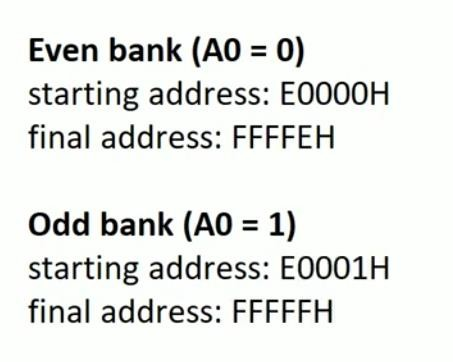 Even bank (A0 = 0)
starting address: E0000H
final address: FFFFEH
Odd bank (A0 = 1)
starting address: E0001H
final address: FFFFFH